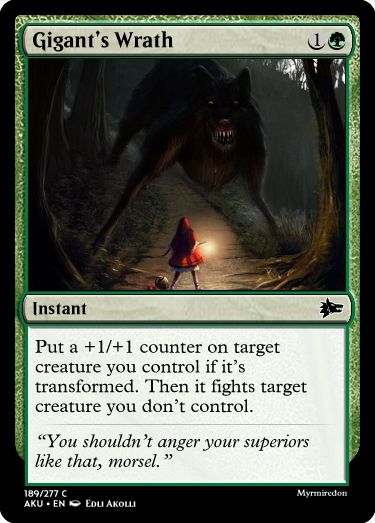 Gigant's Wrath 1
Instant
Put a +1/+1 counter on target
creature you control if it's
transformed. Then it fights target
creature you don't control.
“You shouldn't anger your superiors
like that, morsel.”
189/277 C Myrmiredon
AKU • EN Edli Akolli